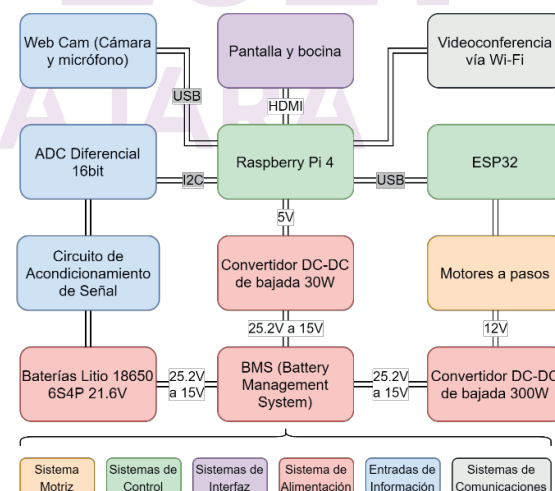 Web Cam (Cámara
y micrófono)
Pantalla y bocina
Videoconferencia
vía Wi-Fi
USB
HDMI
ADC Diferencial
16bit
I2C
Raspberry Pi 4
USB
ESP32
5V
Circuito de
Acondicionamiento
de Señal
Convertidor DC-DC
de bajada 30W
Motores a pasos
25.2V a 15V
12V
Baterías Litio 18650
6S4P 21.6V
25.2V
a 15V
BMS (Battery
Management
System)
25.2V
a 15V
Convertidor DC-DC
de bajada 300W
Sistema
Motriz
Sistemas de
Control
Sistemas de
Interfaz
Sistema de
Alimentación
Entradas de
Información
Sistemas de
Comunicaciones